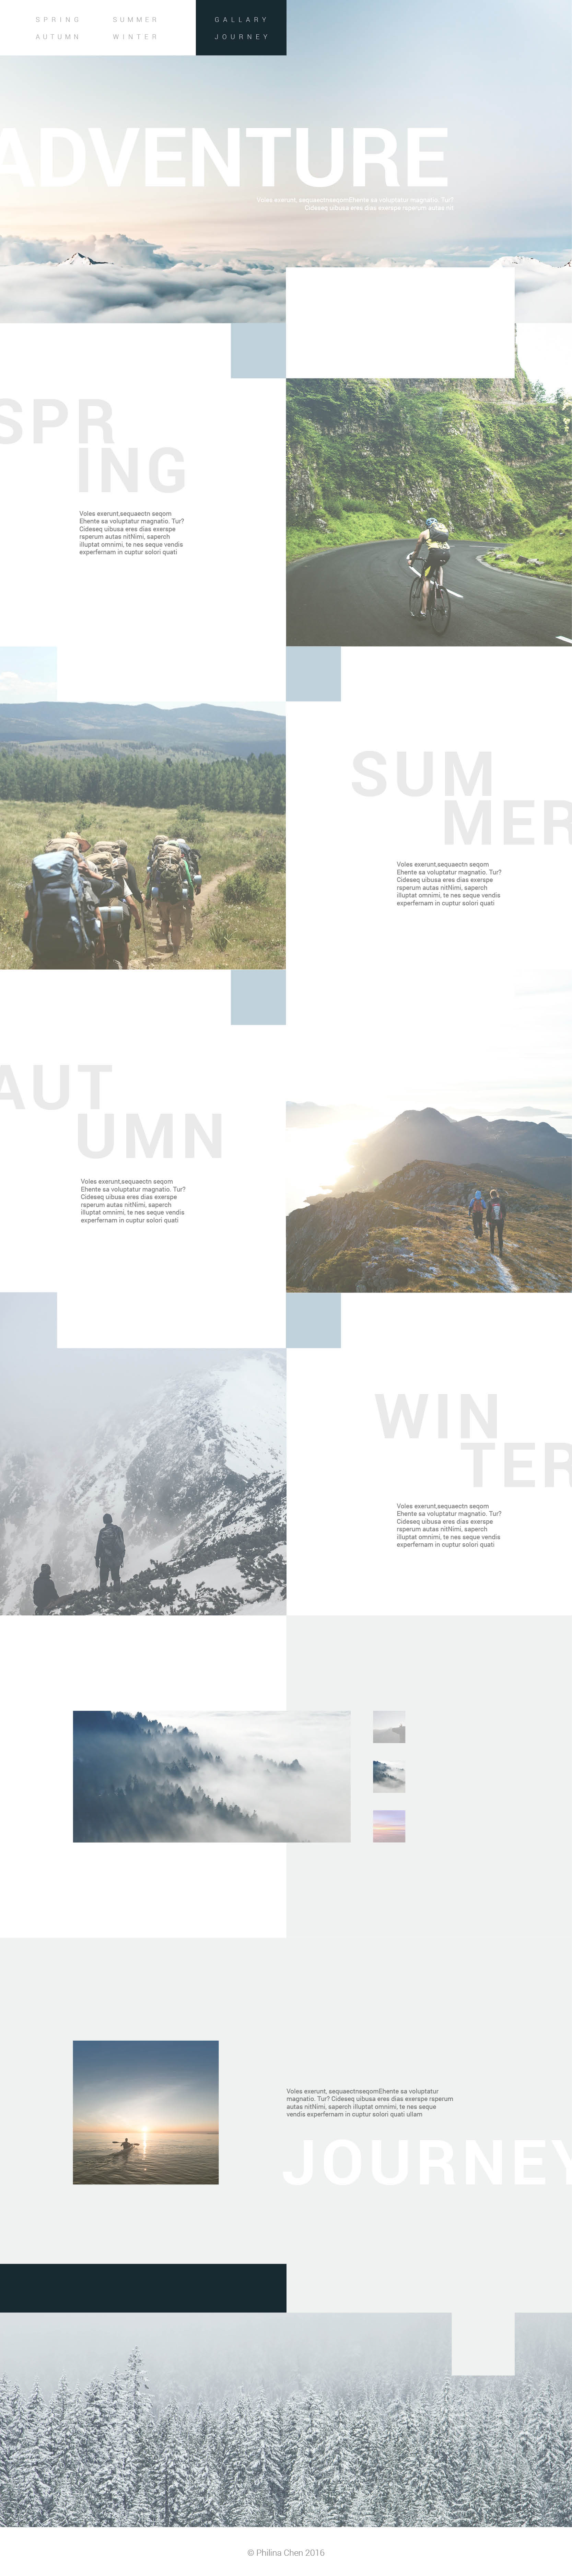 SPRING SUMMER GALLARY
AUTUMN WINTER JOURNEY
ADVENTURE
Voles exerunt, sequaectnseqomEhente sa voluptatur magnatio. Tur?
Cideseq uibusa eres dias exerspe rsperum autas nit
SPR
ING
Voles exerunt,sequaectn seqom
Ehente sa voluptatur magnatio. Tur?
Cideseq uibusa eres dias exerspe
rsperum autas nitNimi, saperch
illuptat omnimi, te nes seque vendis
experfernam in cuptur solori quati
SUM
MER
Voles exerunt,sequaectn seqom
Ehente sa voluptatur magnatio. Tur?
Cideseq uibusa eres dias exerspe
rsperum autas nitNimi, saperch
illuptat omnimi, te nes seque vendis
experfernam in cuptur solori quati
AUT
UMN
Voles exerunt,sequaectn seqom
Ehente sa voluptatur magnatio. Tur?
Cideseq uibusa eres dias exerspe
rsperum autas nitNimi, saperch
illuptat omnimi, te nes seque vendis
experfernam in cuptur solori quati
WIN
TER
Voles exerunt,sequaectn seqom
Ehente sa voluptatur magnatio. Tur?
Cideseq uibusa eres dias exerspe
rsperum autas nitNimi, saperch
illuptat omnimi, te nes seque vendis
experfernam in cuptur solori quati
Voles exerunt, sequaectnseqomEhente sa voluptatur
magnatio. Tur? Cideseq uibusa eres dias exerspe rsperum
autas nitNimi, saperch illuptat omnimi, te nes seque
vendis experfernam in cuptur solori quati ullam
JOURNEY
© Philina Chen 2016